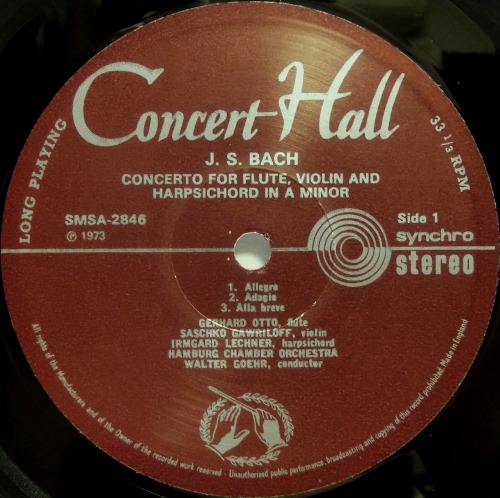 Concert Hall
LONG PLAYING
33 1/3 RPM
J. S. BACH
CONCERTO FOR FLUTE, VIOLIN AND
HARPSICHORD IN A MINOR
SMSA-2846
℗ 1973
Side 1
synchro
stereo
1. Allegro
2. Adagio
3. Alla breve
GERHARD OTTO, flute
SASCHKO GAWRILOFF, violin
IRMGARD LECHNER, harpsichord
HAMBURG CHAMBER ORCHESTRA
WALTER GOEHR, conductor
All rights of the Manufacturers and of the Owner of the recorded work reserved · Unauthorised public performance, broadcasting and copying of this record prohibited. Made in England